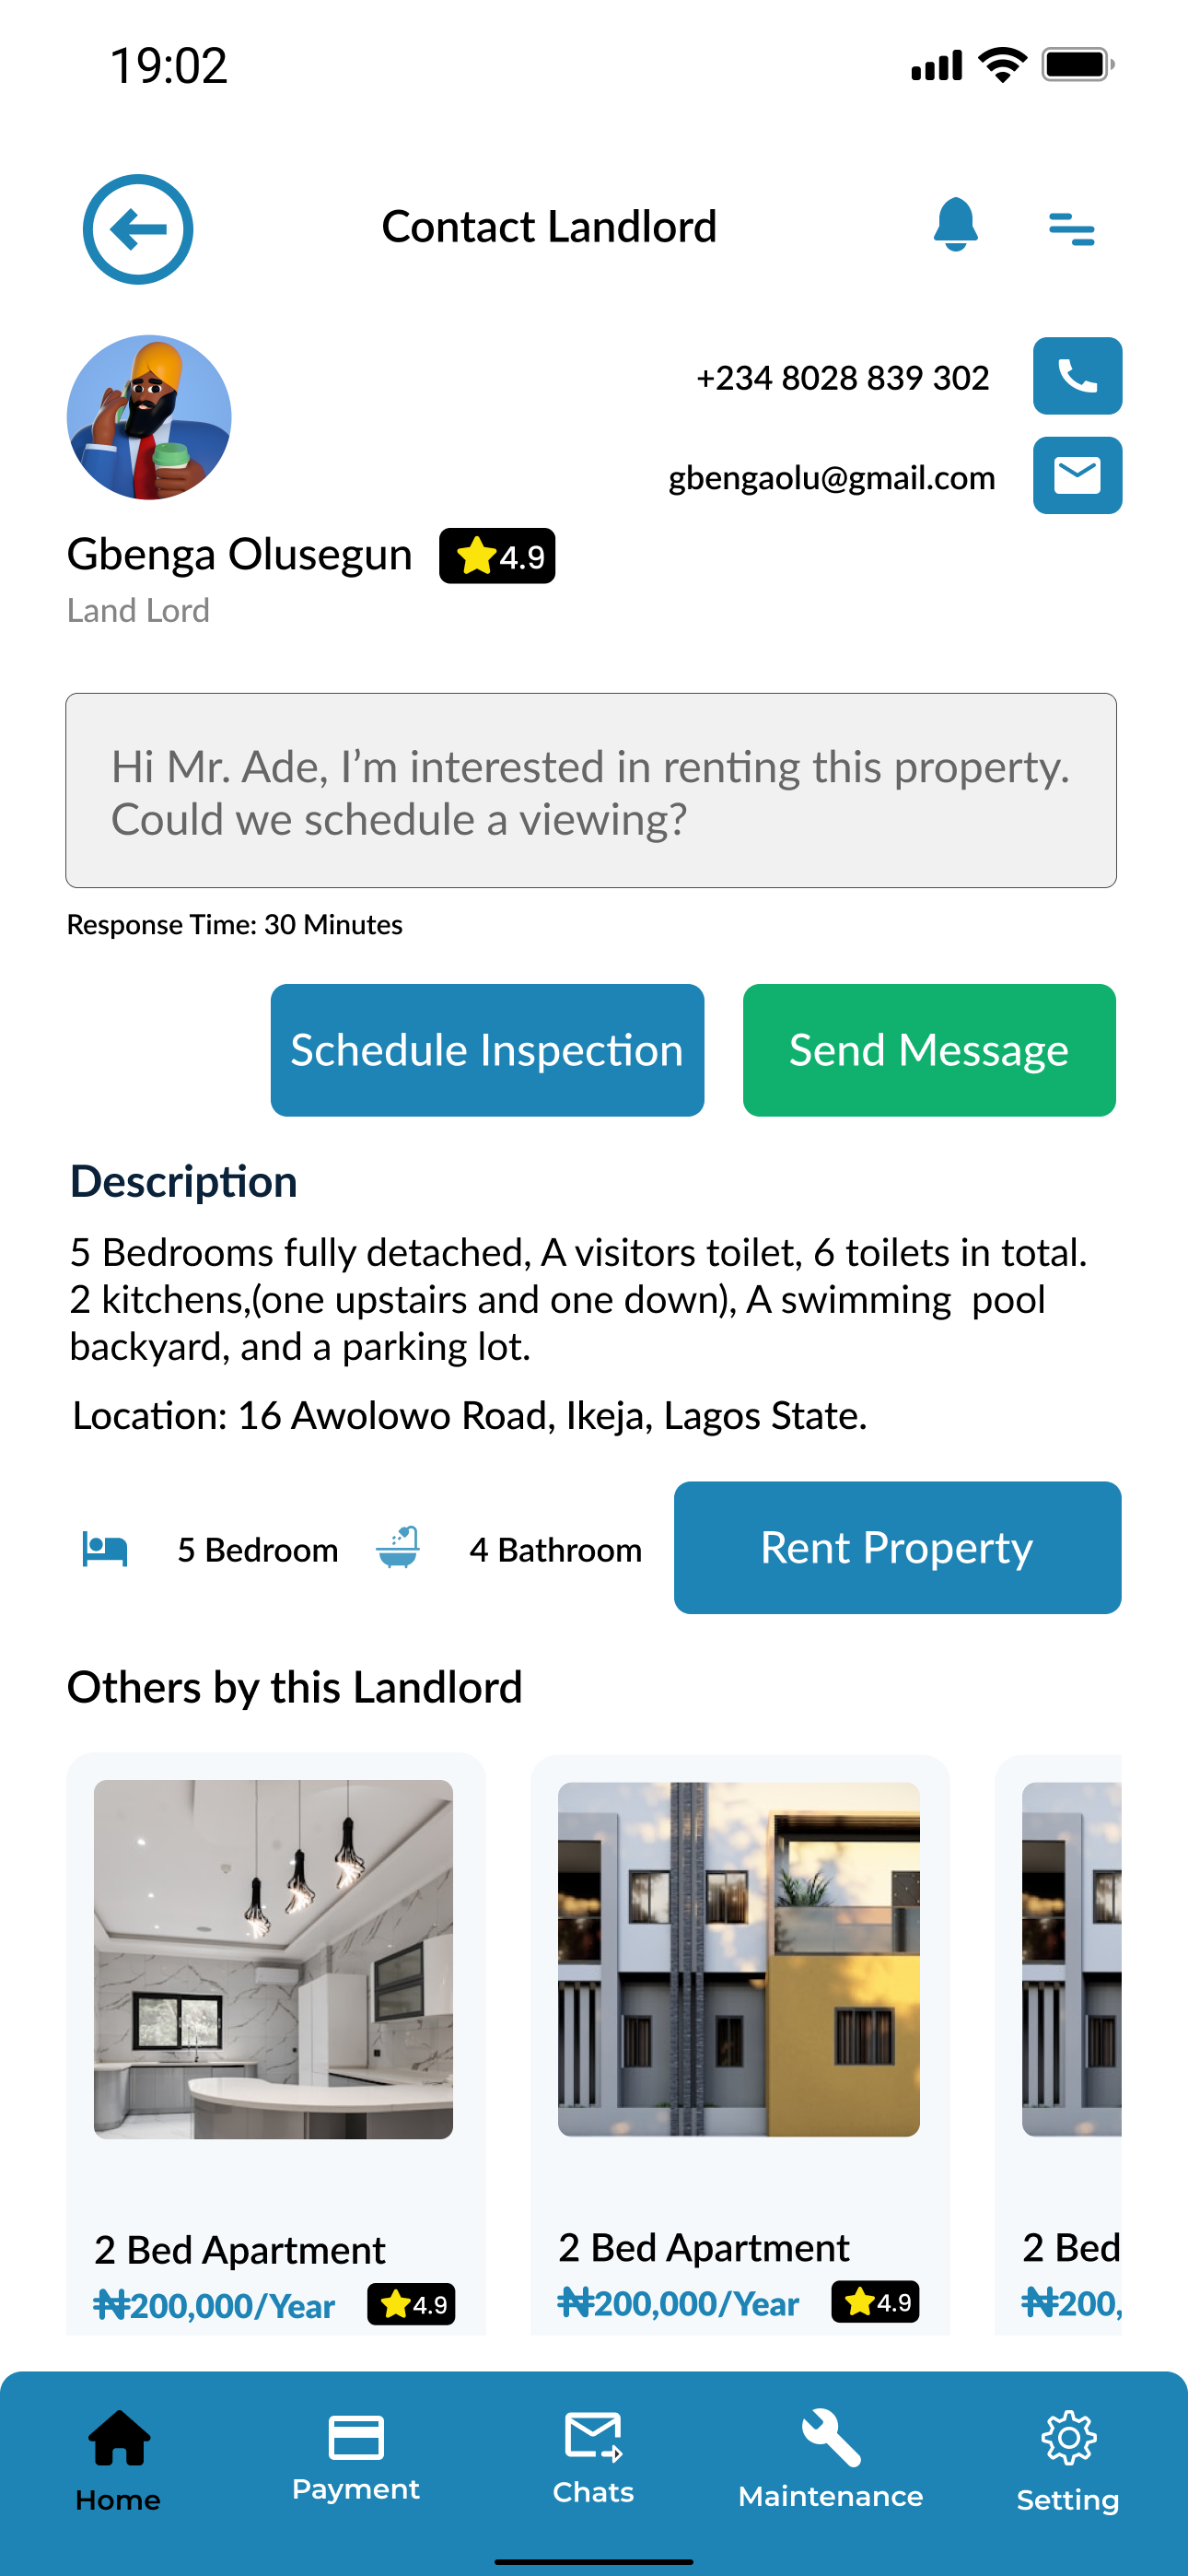 19:02
Contact Landlord
+234 8028 839 302
gbengaolu@gmail.com
Gbenga Olusegun
4.9
Land Lord
Hi Mr. Ade, I’m interested in renting this property.
Could we schedule a viewing?
Response Time: 30 Minutes
Schedule Inspection
Send Message
Description
5 Bedrooms fully detached, A visitors toilet, 6 toilets in total.
2 kitchens,(one upstairs and one down), A swimming  pool
backyard, and a parking lot.
Location: 16 Awolowo Road, Ikeja, Lagos State.
5 Bedroom
4 Bathroom
Rent Property
Others by this Landlord
2 Bed Apartment
₦200,000/Year
4.9
2 Bed Apartment
₦200,000/Year
4.9
2 Bed
₦200,
Home
Payment
Chats
Maintenance
Setting